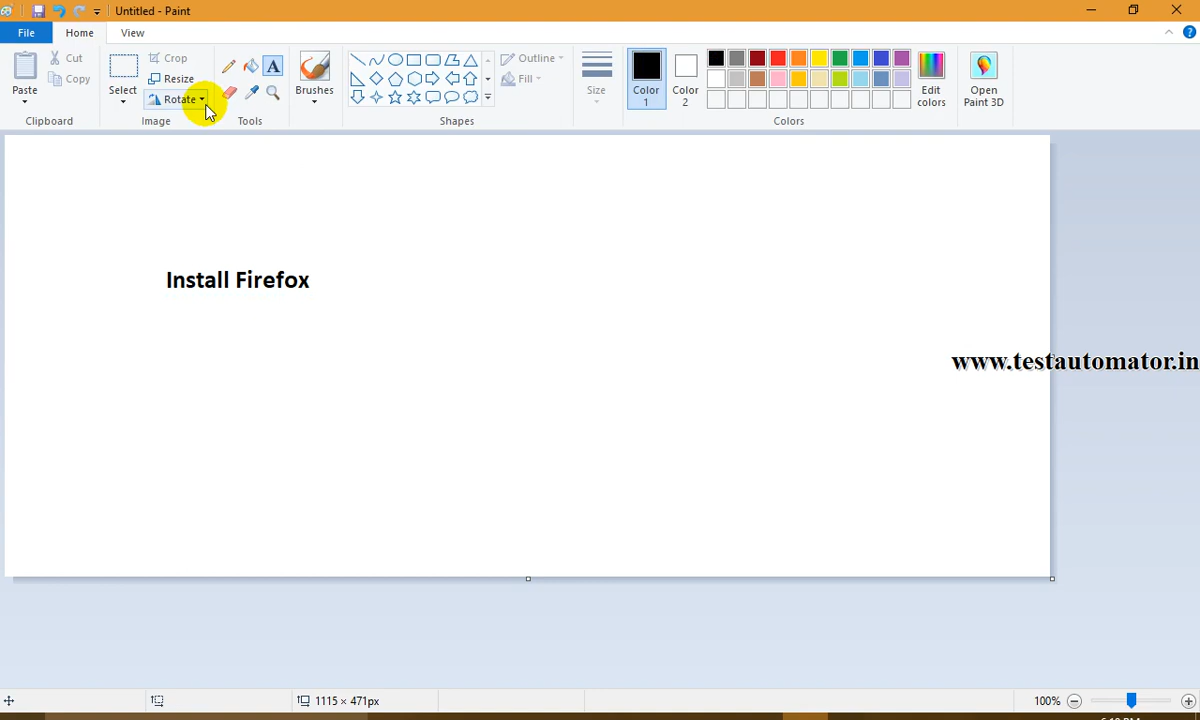 Untitled - Paint
File
Home
View
Paste
Cut
Copy
Clipboard
Select
Crop
Resize
Rotate
Image
A
Tools
Brushes
Shapes
Outline
Fill
Size
Color 1
Color 2
Edit colors
Colors
Open Paint 3D
Install Firefox
www.testautomator.in
1115 × 471px
100%